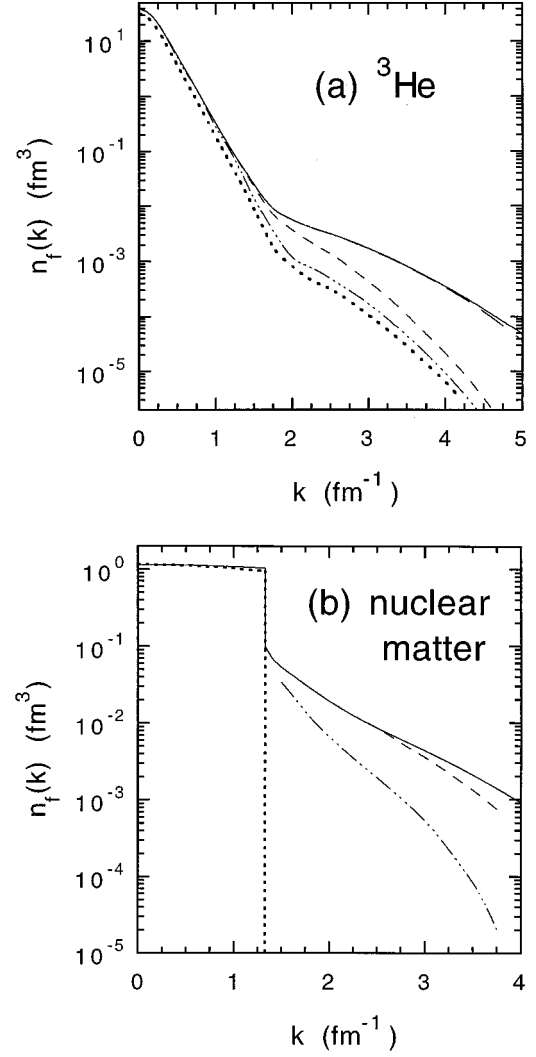 (a) ³He
n_f(k) (fm³)
10¹
10⁻¹
10⁻³
10⁻⁵
0 1 2 3 4 5
k (fm⁻¹)
(b) nuclear
matter
n_f(k) (fm³)
10⁰
10⁻¹
10⁻²
10⁻³
10⁻⁴
10⁻⁵
0 1 2 3 4
k (fm⁻¹)